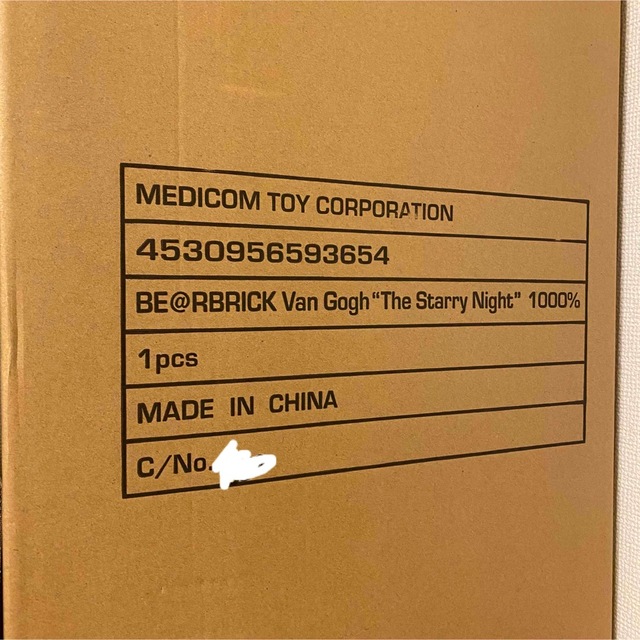 MEDICOM TOY CORPORATION
4530956593654
BE@RBRICK Van Gogh “The Starry Night” 1000%
1pcs
MADE IN CHINA
C/No.